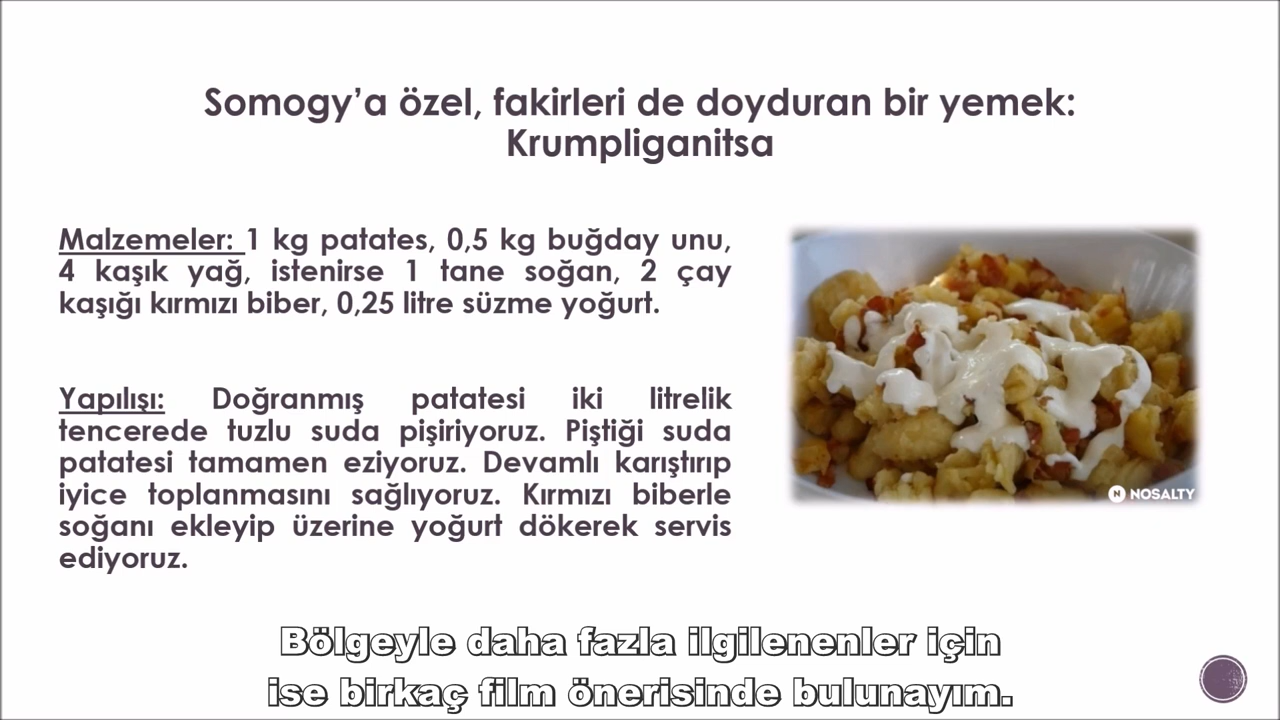 Somogy’a özel, fakirleri de doyduran bir yemek:
Krumpliganitsa
Malzemeler: 1 kg patates, 0,5 kg buğday unu,
4 kaşık yağ, istenirse 1 tane soğan, 2 çay
kaşığı kırmızı biber, 0,25 litre süzme yoğurt.
Yapılışı: Doğranmış patatesi iki litrelik
tencerede tuzlu suda pişiriyoruz. Piştiği suda
patatesi tamamen eziyoruz. Devamlı karıştırıp
iyice toplanmasını sağlıyoruz. Kırmızı biberle
soğanı ekleyip üzerine yoğurt dökerek servis
ediyoruz.
N NOSALTY
Bölgeyle daha fazla ilgilenenler için
ise birkaç film önerisinde bulunayım.